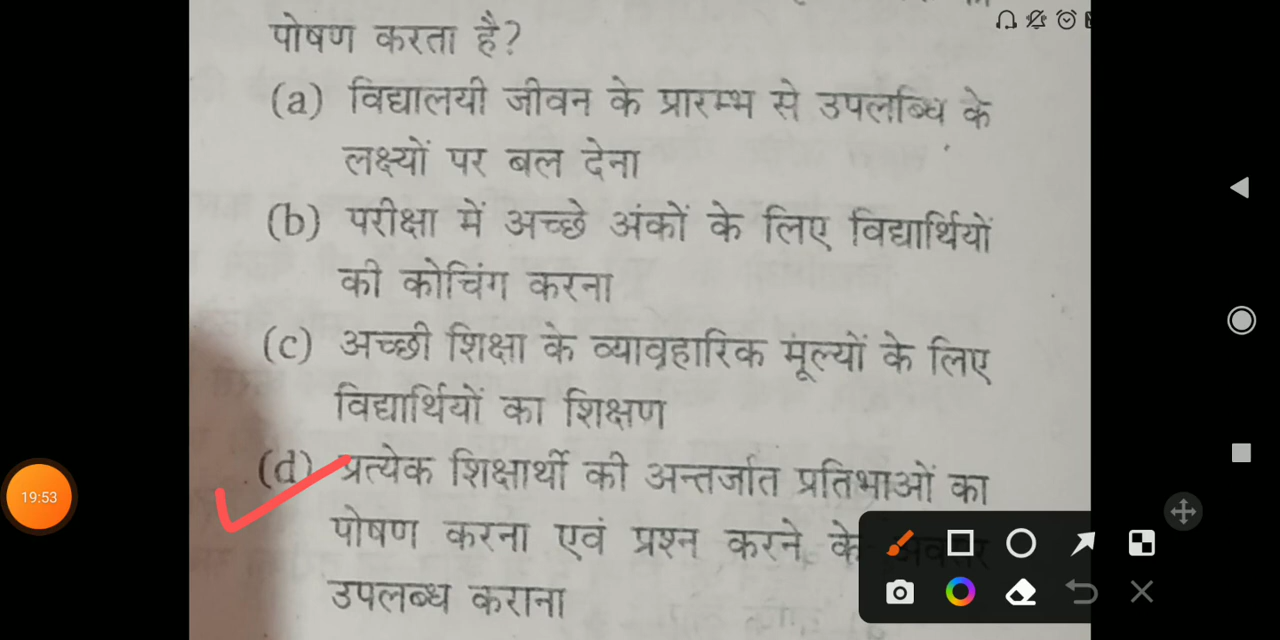 पोषण करता है?
(a) विद्यालयी जीवन के प्रारम्भ से उपलब्धि के
लक्ष्यों पर बल देना
(b) परीक्षा में अच्छे अंकों के लिए विद्यार्थियों
की कोचिंग करना
(c) अच्छी शिक्षा के व्यावहारिक मूल्यों के लिए
विद्यार्थियों का शिक्षण
(d) प्रत्येक शिक्षार्थी की अन्तर्जात प्रतिभाओं का
पोषण करना एवं प्रश्न करने के अवसर
उपलब्ध कराना
19:53